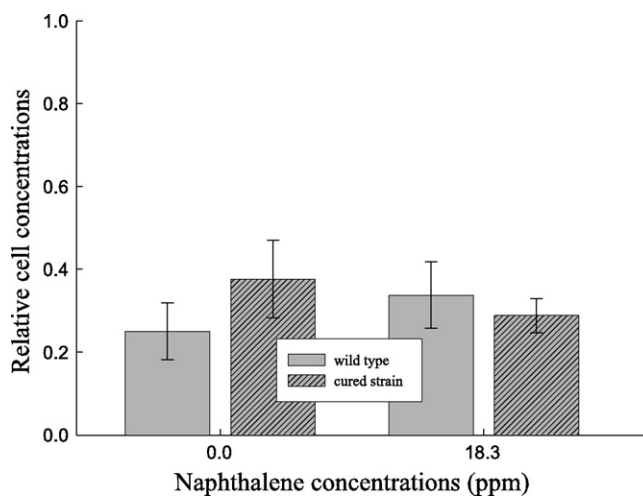 1.0
0.8
0.6
0.4
0.2
0.0
Relative cell concentrations
wild type
cured strain
0.0
18.3
Naphthalene concentrations (ppm)